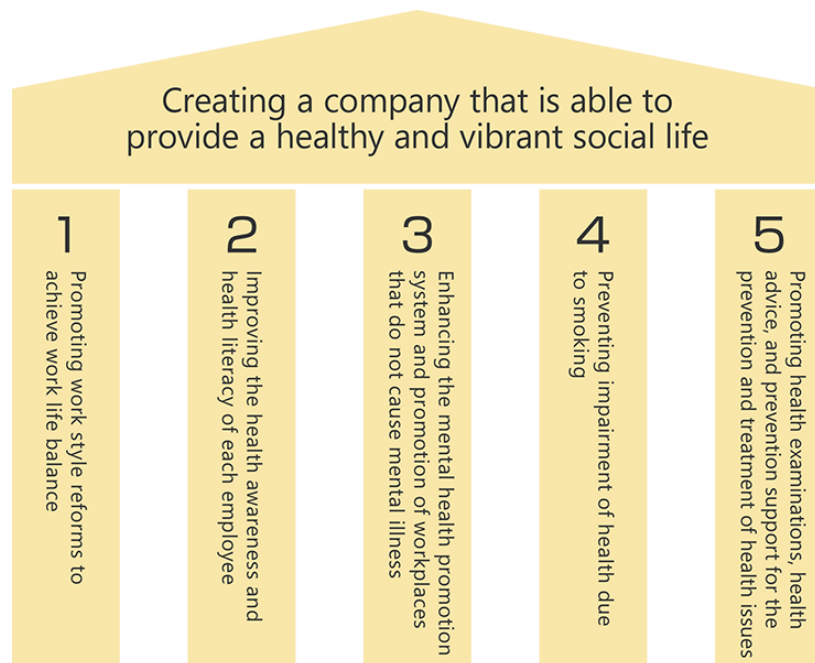 Creating a company that is able to
provide a healthy and vibrant social life
1
Promoting work style reforms to
achieve work life balance
2
Improving the health awareness and
health literacy of each employee
3
Enhancing the mental health promotion
system and promotion of workplaces
that do not cause mental illness
4
Preventing impairment of health due
to smoking
5
Promoting health examinations, health
advice, and prevention support for the
prevention and treatment of health issues